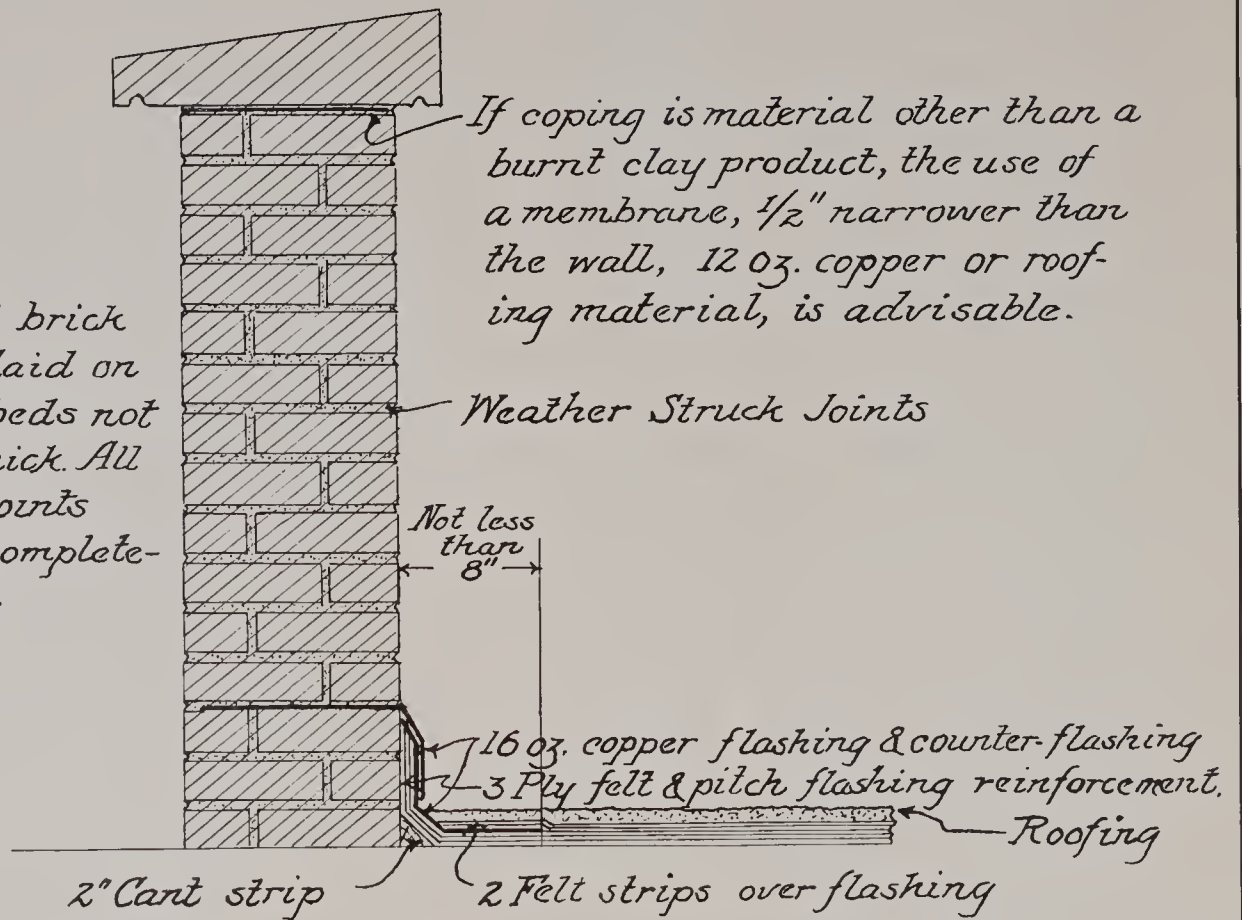 If coping is material other than a
burnt clay product, the use of
a membrane, 1/2" narrower than
the wall, 12 oz. copper or roof-
ing material, is advisable.
brick
laid on
beds not
All
complete-
Weather Struck Joints
Not less
than
8"
16 oz. copper flashing & counter-flashing
3 Ply felt & pitch flashing reinforcement.
Roofing
2" Cant strip
2 Felt strips over flashing